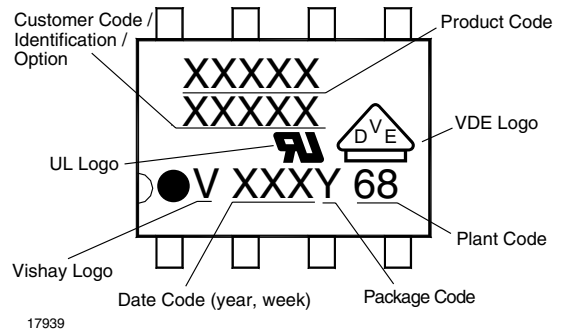 Customer Code /
Identification /
Option
Product Code
XXXXX
XXXXX
UL Logo
RU
D V E
VDE Logo
V XXXY 68
Plant Code
Vishay Logo
Date Code (year, week)
Package Code
17939